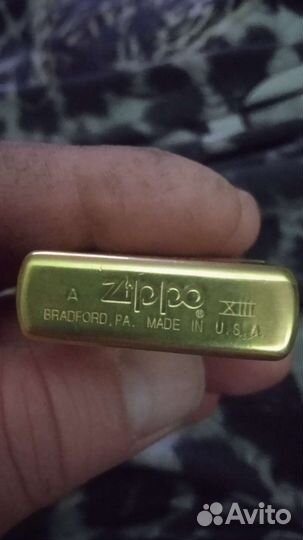 A Zippo® XIII
BRADFORD, PA. MADE IN U.S.A.
Avito